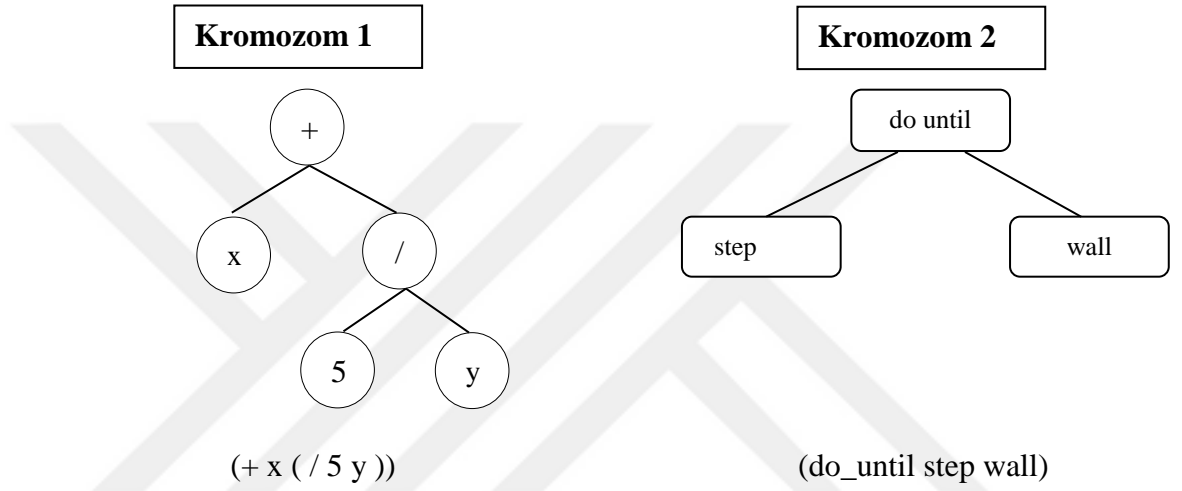 Kromozom 1
+
x
/
5
y
(+ x ( / 5 y ))
Kromozom 2
do until
step
wall
(do_until step wall)